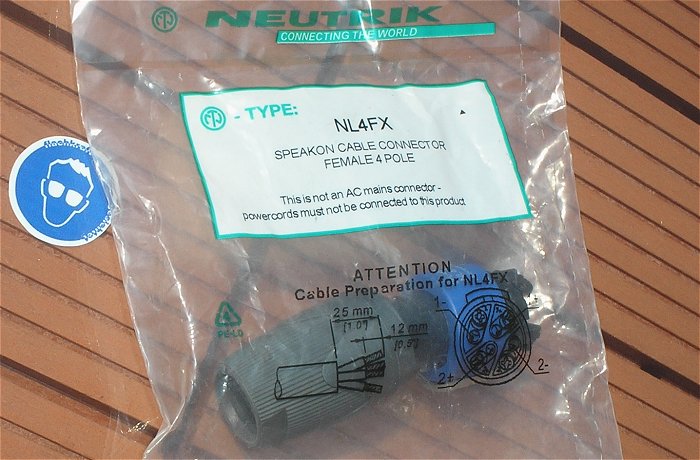 NEUTRIK
CONNECTING THE WORLD
- TYPE:
NL4FX
SPEAKON CABLE CONNECTOR
FEMALE 4 POLE
This is not an AC mains connector -
powercords must not be connected to this product
ATTENTION
Cable Preparation for NL4FX
25 mm
[1.0"]
12 mm
[0.5"]
1-
1+
2+
2-